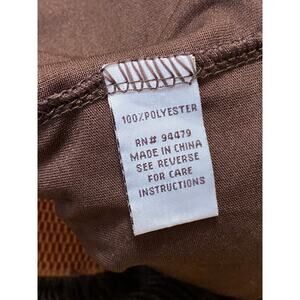 100% POLYESTER
RN# 94479
MADE IN CHINA
SEE REVERSE
FOR CARE
INSTRUCTIONS